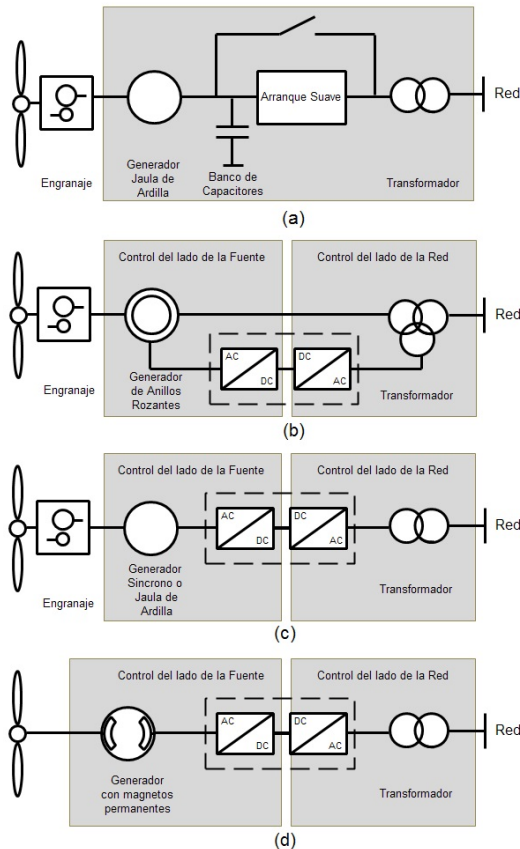 Arranque Suave
Red
Engranaje
Generador
Jaula de
Ardilla
Banco de
Capacitores
Transformador
(a)
Control del lado de la Fuente
Control del lado de la Red
AC
DC
DC
AC
Red
Engranaje
Generador
de Anillos
Rozantes
Transformador
(b)
Control del lado de la Fuente
Control del lado de la Red
AC
DC
DC
AC
Red
Engranaje
Generador
Sincrono o
Jaula de
Ardilla
Transformador
(c)
Control del lado de la Fuente
Control del lado de la Red
AC
DC
DC
AC
Red
Generador
con magnetos
permanentes
Transformador
(d)